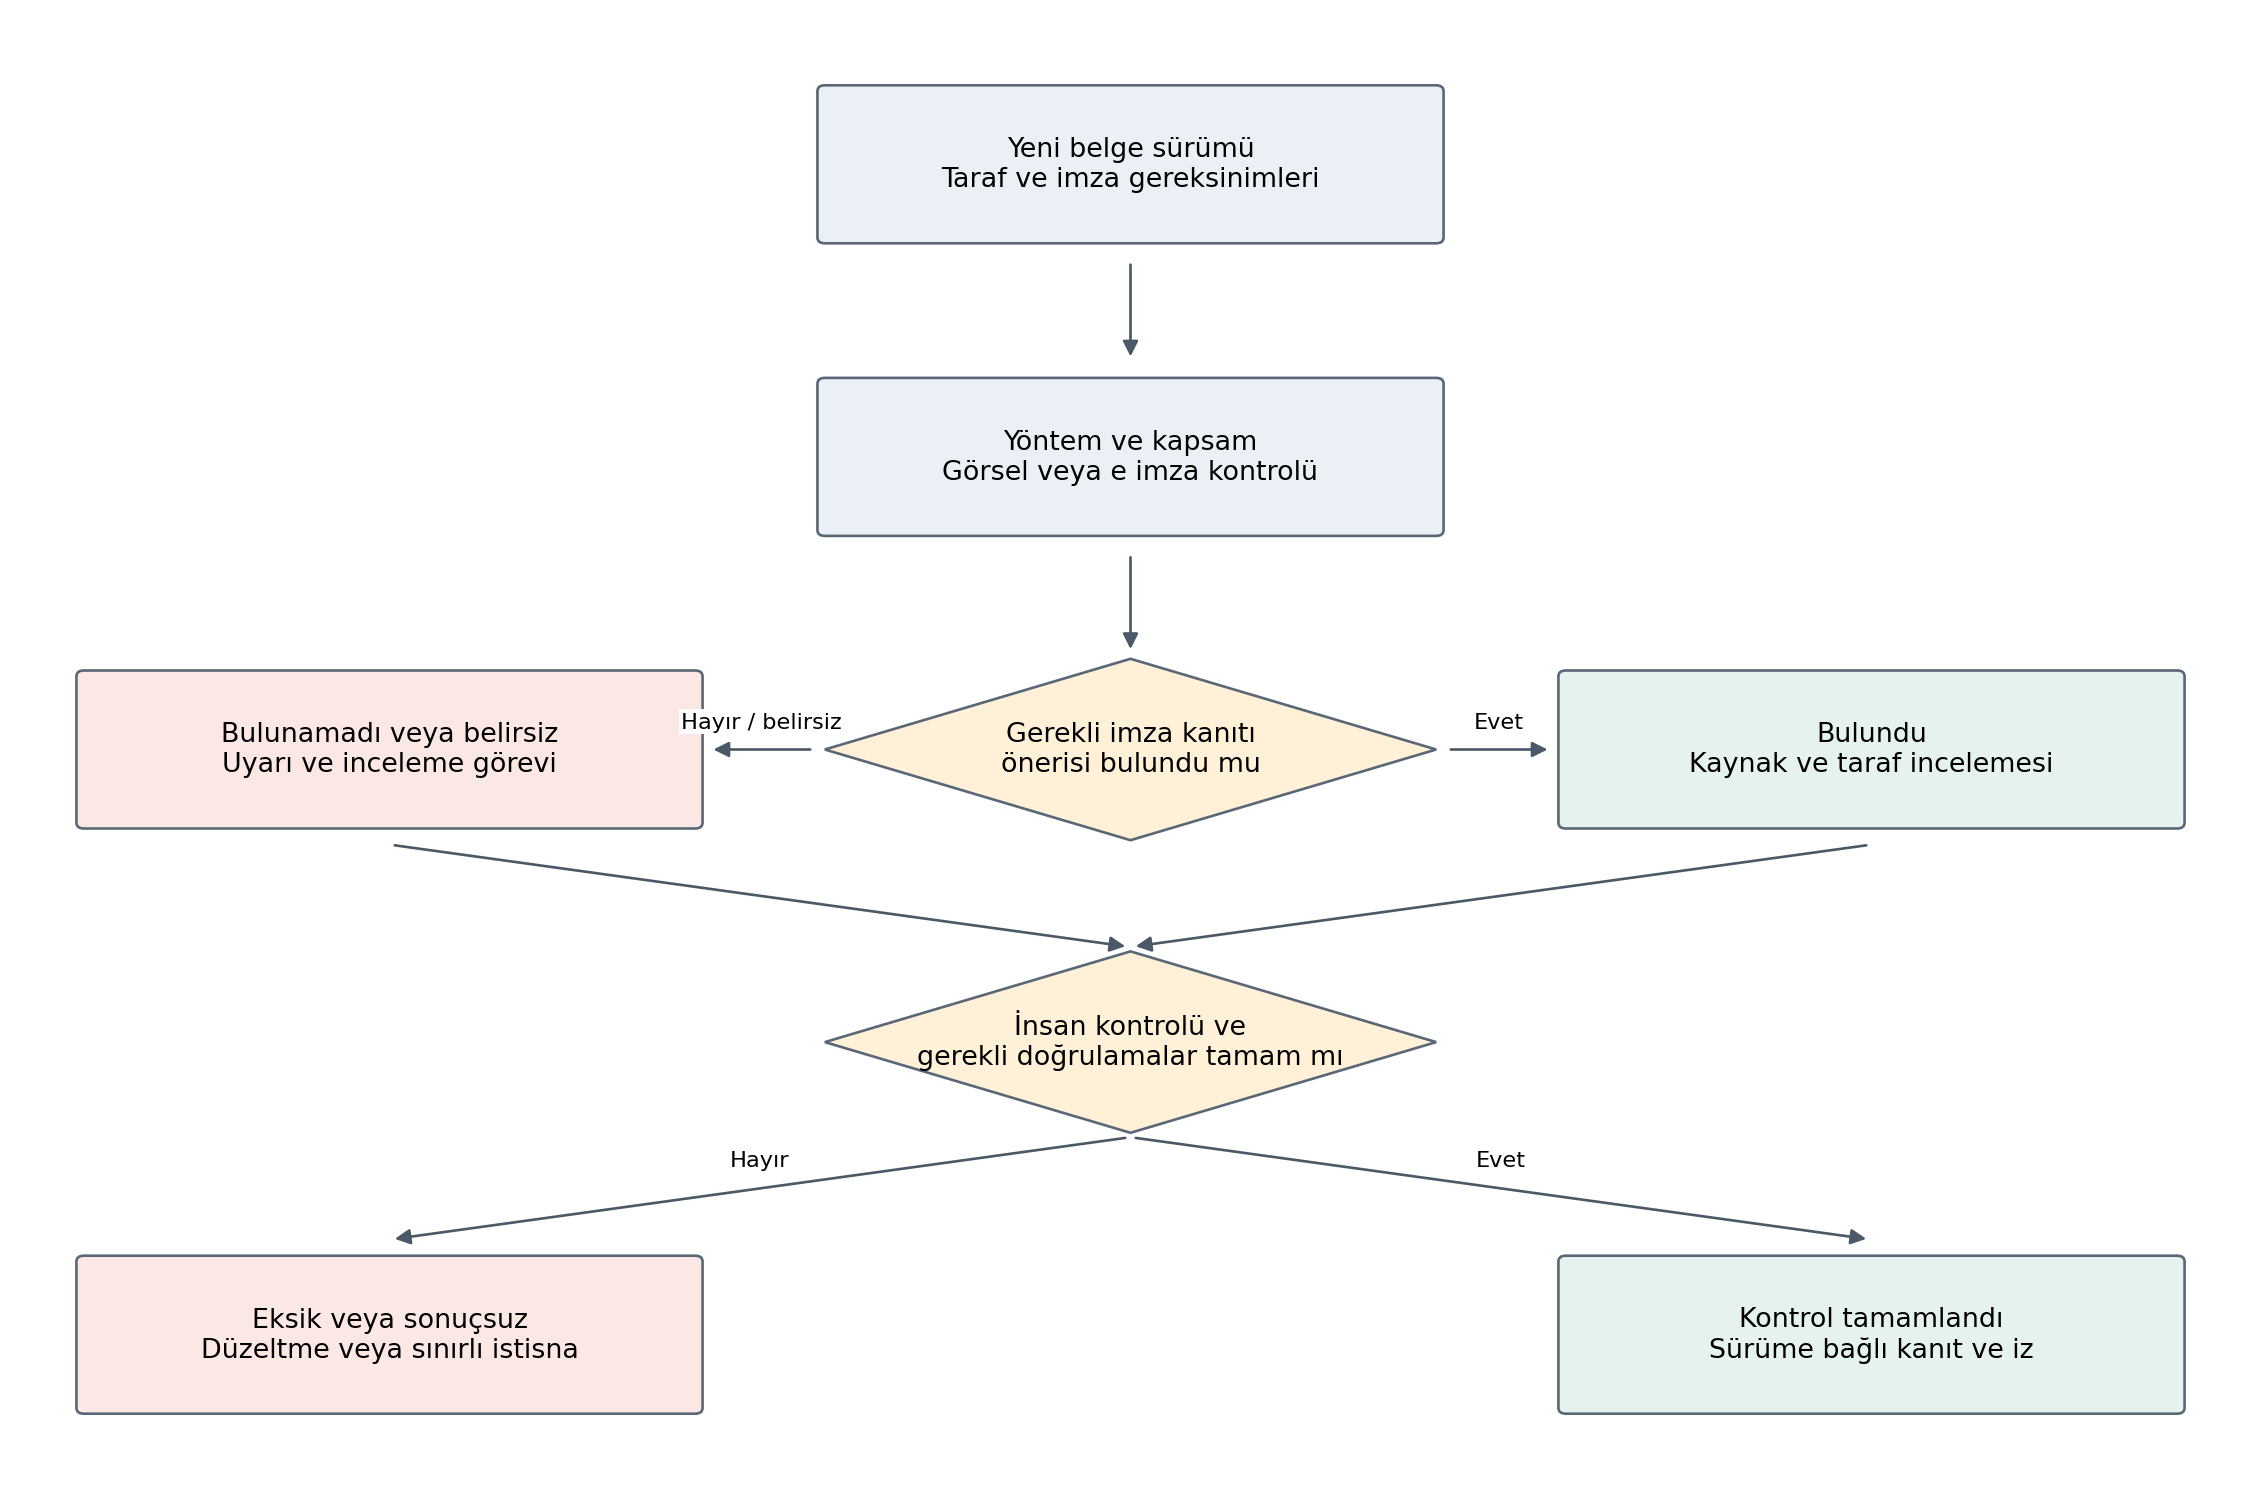 Yeni belge sürümü
Taraf ve imza gereksinimleri
Yöntem ve kapsam
Görsel veya e imza kontrolü
Bulunamadı veya belirsiz
Uyarı ve inceleme görevi
Hayır / belirsiz
Gerekli imza kanıtı
önerisi bulundu mu
Evet
Bulundu
Kaynak ve taraf incelemesi
İnsan kontrolü ve
gerekli doğrulamalar tamam mı
Hayır
Evet
Eksik veya sonuçsuz
Düzeltme veya sınırlı istisna
Kontrol tamamlandı
Sürüme bağlı kanıt ve iz